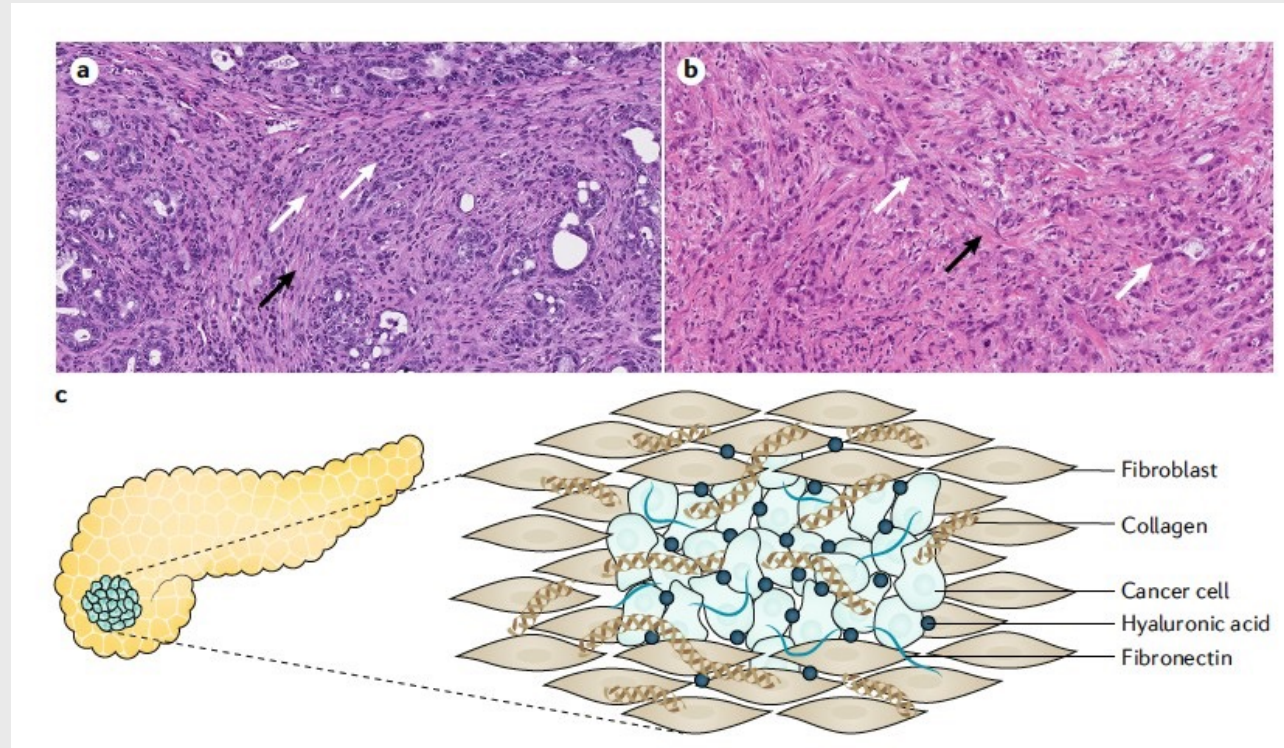 a
b
c
Fibroblast
Collagen
Cancer cell
Hyaluronic acid
Fibronectin